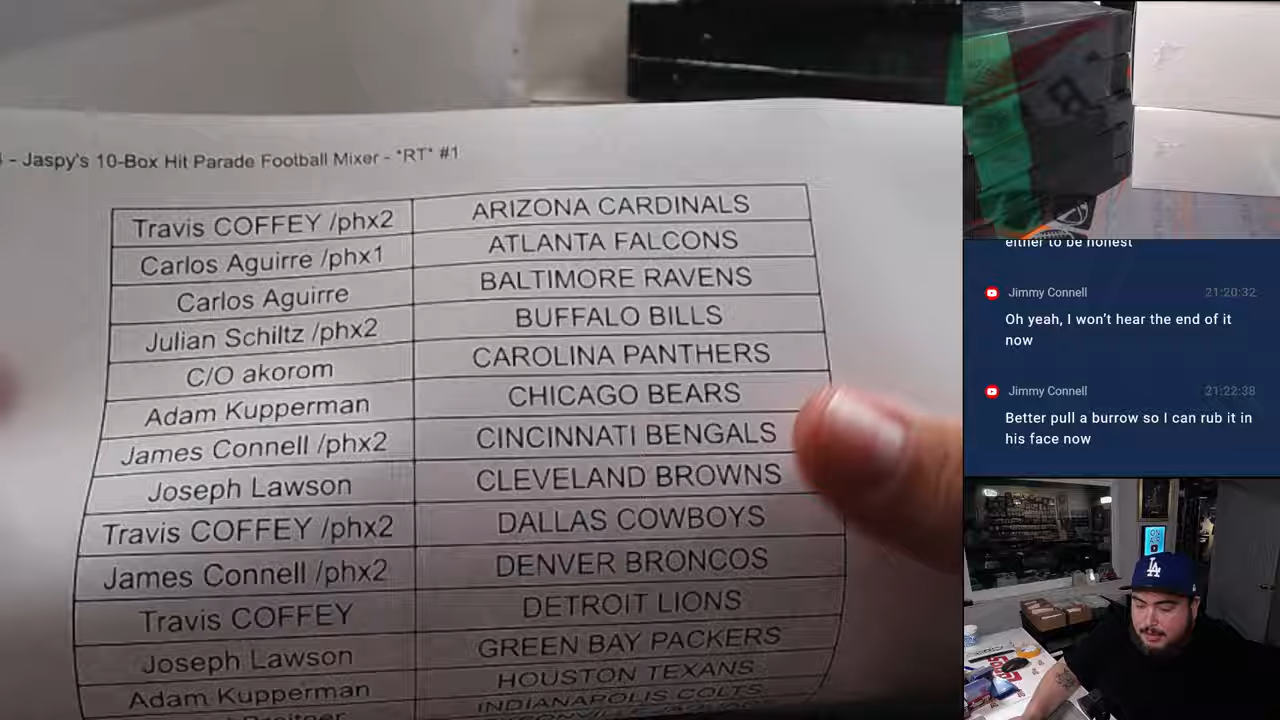 - Jaspy's 10-Box Hit Parade Football Mixer - *RT* #1
Travis COFFEY /phx2 ARIZONA CARDINALS
Carlos Aguirre /phx1 ATLANTA FALCONS
Carlos Aguirre BALTIMORE RAVENS
Julian Schiltz /phx2 BUFFALO BILLS
C/O akorom CAROLINA PANTHERS
Adam Kupperman CHICAGO BEARS
James Connell /phx2 CINCINNATI BENGALS
Joseph Lawson CLEVELAND BROWNS
Travis COFFEY /phx2 DALLAS COWBOYS
James Connell /phx2 DENVER BRONCOS
Travis COFFEY DETROIT LIONS
Joseph Lawson GREEN BAY PACKERS
Adam Kupperman HOUSTON TEXANS
INDIANAPOLIS COLTS
either to be honest
Jimmy Connell 21:20:32
Oh yeah, I won't hear the end of it
now
Jimmy Connell 21:22:38
Better pull a burrow so I can rub it in
his face now
LA